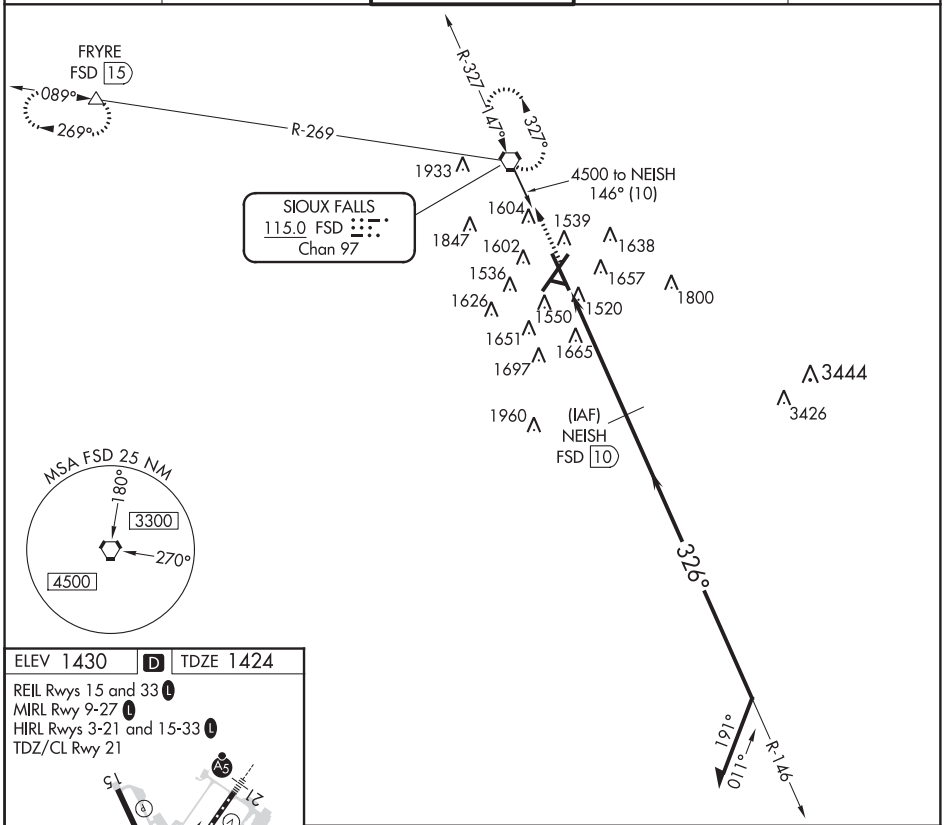 FRYRE
FSD 15
089°
269°
R-269
R-327
147°
327°
1933
4500 to NEISH
146° (10)
SIOUX FALLS
115.0 FSD
Chan 97
1604
1539
1847
1638
1602
1657
1536
1800
1626
1520
1550
1651
1665
1697
3444
3426
1960
(IAF)
NEISH
FSD 10
MSA FSD 25 NM
180°
3300
270°
4500
326°
191°
011°
R-146
ELEV 1430 D TDZE 1424
REIL Rwys 15 and 33 L
MIRL Rwy 9-27 L
HIRL Rwys 3-21 and 15-33 L
TDZ/CL Rwy 21
A5
21
P